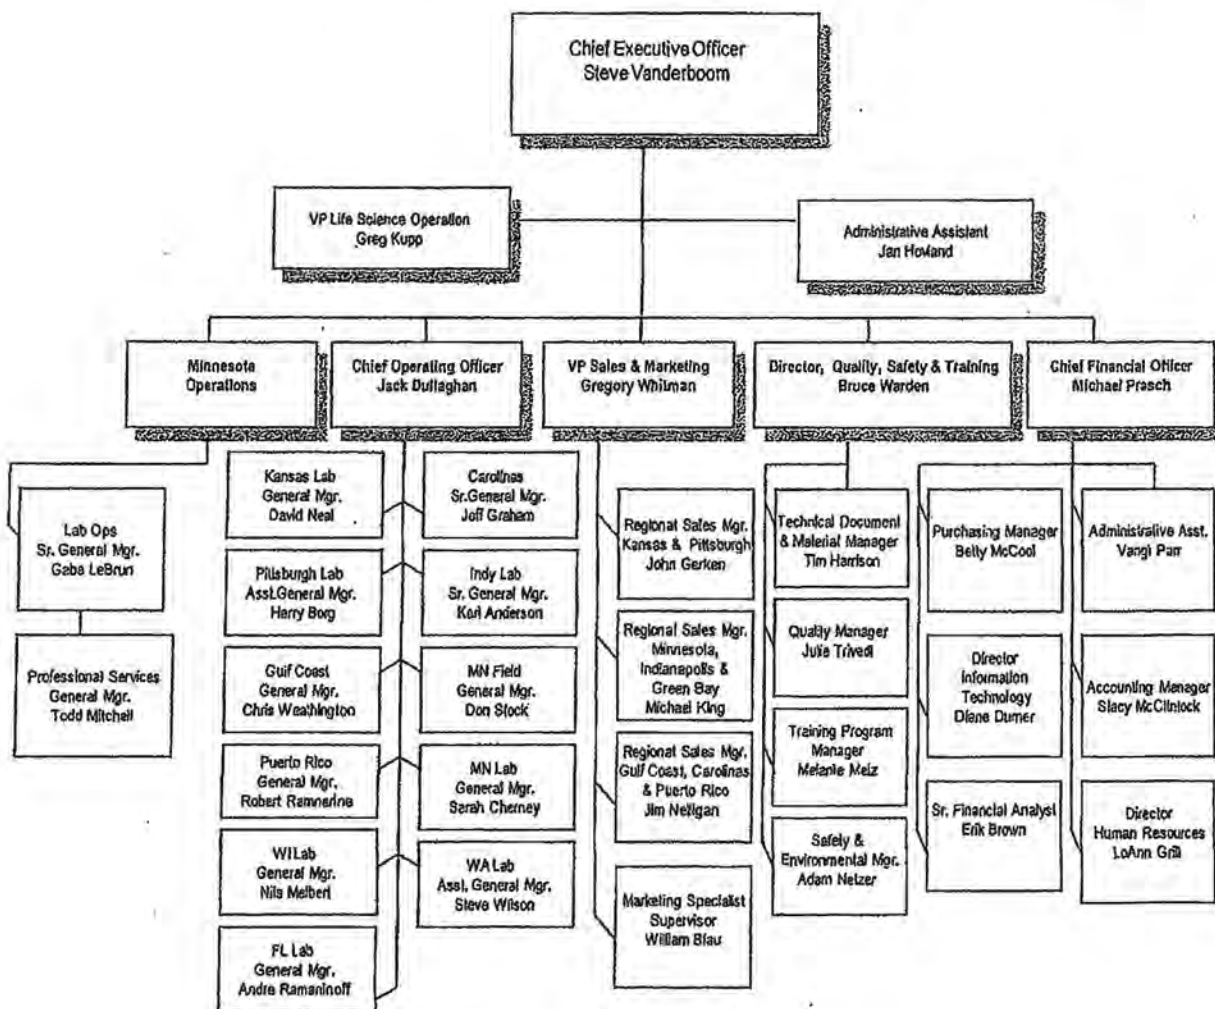 Chief Executive Officer
Steve Vanderboom
VP Life Science Operation
Greg Kupp
Administrative Assistant
Jan Hovland
Minnesota
Operations
Chief Operating Officer
Jack Dullaghan
VP Sales & Marketing
Gregory Whitman
Director, Quality, Safety & Training
Bruce Warden
Chief Financial Officer
Michael Prasch
Lab Ops
Sr. General Mgr.
Gabe LeBrun
Professional Services
General Mgr.
Todd Mitchell
Kansas Lab
General Mgr.
David Neal
Pittsburgh Lab
Asst.General Mgr.
Harry Borg
Gulf Coast
General Mgr.
Chris Weathington
Puerto Rico
General Mgr.
Robert
WI Lab
General Mgr.
Nils Melberg
FL Lab
General Mgr.
Andre
Carolinas
Sr.General Mgr.
Jeff Graham
Indy Lab
Sr. General Mgr.
Karl Anderson
MN Field
General Mgr.
Don Stock
MN Lab
General Mgr.
Sarah Cherney
WA Lab
Asst. General Mgr.
Steve Wilson
Regional Sales Mgr.
Kansas & Pittsburgh
John Gerken
Regional Sales Mgr.
Minnesota,
Indianapolis &
Green Bay
Michael King
Regional Sales Mgr.
Gulf Coast, Carolinas
& Puerto Rico
Jim
Marketing Specialist
Supervisor
William Blau
Technical Document
& Material Manager
Tim Harrison
Quality Manager
Julie Trivedi
Training Program
Manager
Melanie
Safety &
Environmental Mgr.
Adam Netzer
Purchasing Manager
Betty McCool
Director
Information
Technology
Diane
Sr. Financial Analyst
Erik Brown
Administrative Asst.
Vangi Parr
Accounting Manager
Stacy McClintock
Director
Human Resources
LoAnn Grill